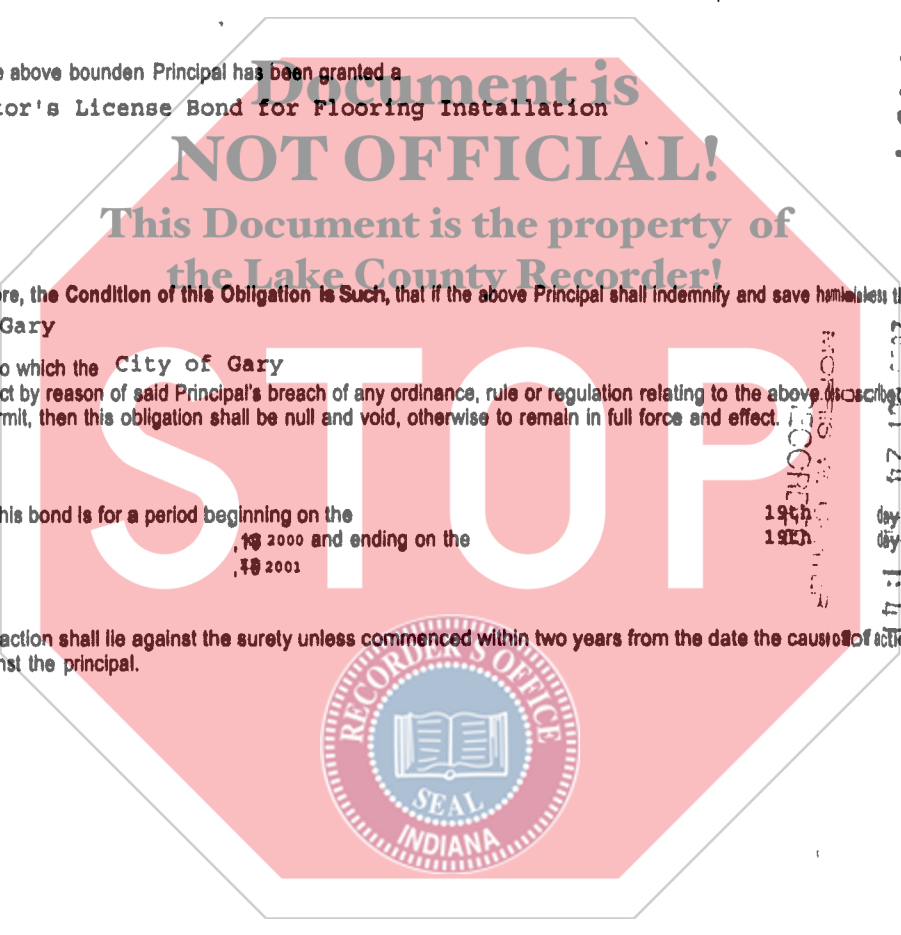 e above bounden Principal has been granted a
Document is
tor's License Bond for Flooring Installation
NOT OFFICIAL!
This Document is the property of
the Lake County Recorder!
re, the Condition of this Obligation is Such, that if the above Principal shall indemnify and save
Gary
o which the City of Gary
ct by reason of said Principal's breach of any ordinance, rule or regulation relating to the above
rmit, then this obligation shall be null and void, otherwise to remain in full force and effect.
STOP
his bond is for a period beginning on the 19th day
2000 and ending on the 19th day
2001
action shall lie against the surety unless commenced within two years from the date the cause of acti
nst the principal.
RECORDER'S OFFICE
SEAL
INDIANA